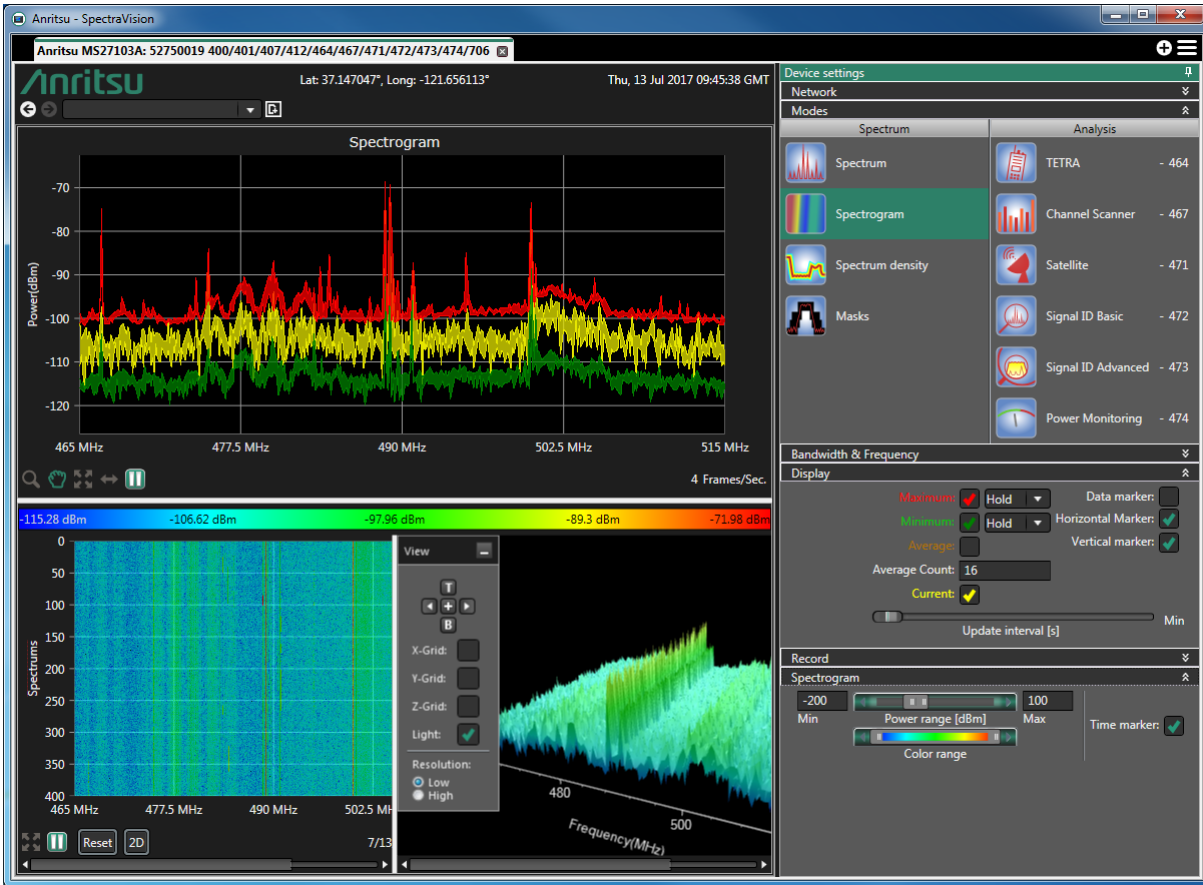 Anritsu - SpectraVision
Anritsu MS27103A: 52750019 400/401/407/412/464/467/471/472/473/474/706
Anritsu
Lat: 37.147047°, Long: -121.656113°
Thu, 13 Jul 2017 09:45:38 GMT
Spectrogram
Power(dBm)
-70
-80
-90
-100
-110
-120
465 MHz
477.5 MHz
490 MHz
502.5 MHz
515 MHz
4 Frames/Sec.
-115.28 dBm
-106.62 dBm
-97.96 dBm
-89.3 dBm
-71.98 dBm
Spectrums
0
50
100
150
200
250
300
350
400
465 MHz
477.5 MHz
490 MHz
502.5 MH
Reset
2D
7/13
View
T
B
X-Grid:
Y-Grid:
Z-Grid:
Light:
Resolution:
Low
High
480
500
Frequency(MHz)
Device settings
Network
Modes
Spectrum
Analysis
Spectrum
TETRA - 464
Spectrogram
Channel Scanner - 467
Spectrum density
Satellite - 471
Masks
Signal ID Basic - 472
Signal ID Advanced - 473
Power Monitoring - 474
Bandwidth & Frequency
Display
Maximum: Hold
Data marker:
Minimum: Hold
Horizontal Marker:
Average:
Vertical marker:
Average Count: 16
Current:
Min
Update interval [s]
Record
Spectrogram
-200
100
Min
Power range [dBm]
Max
Time marker:
Color range